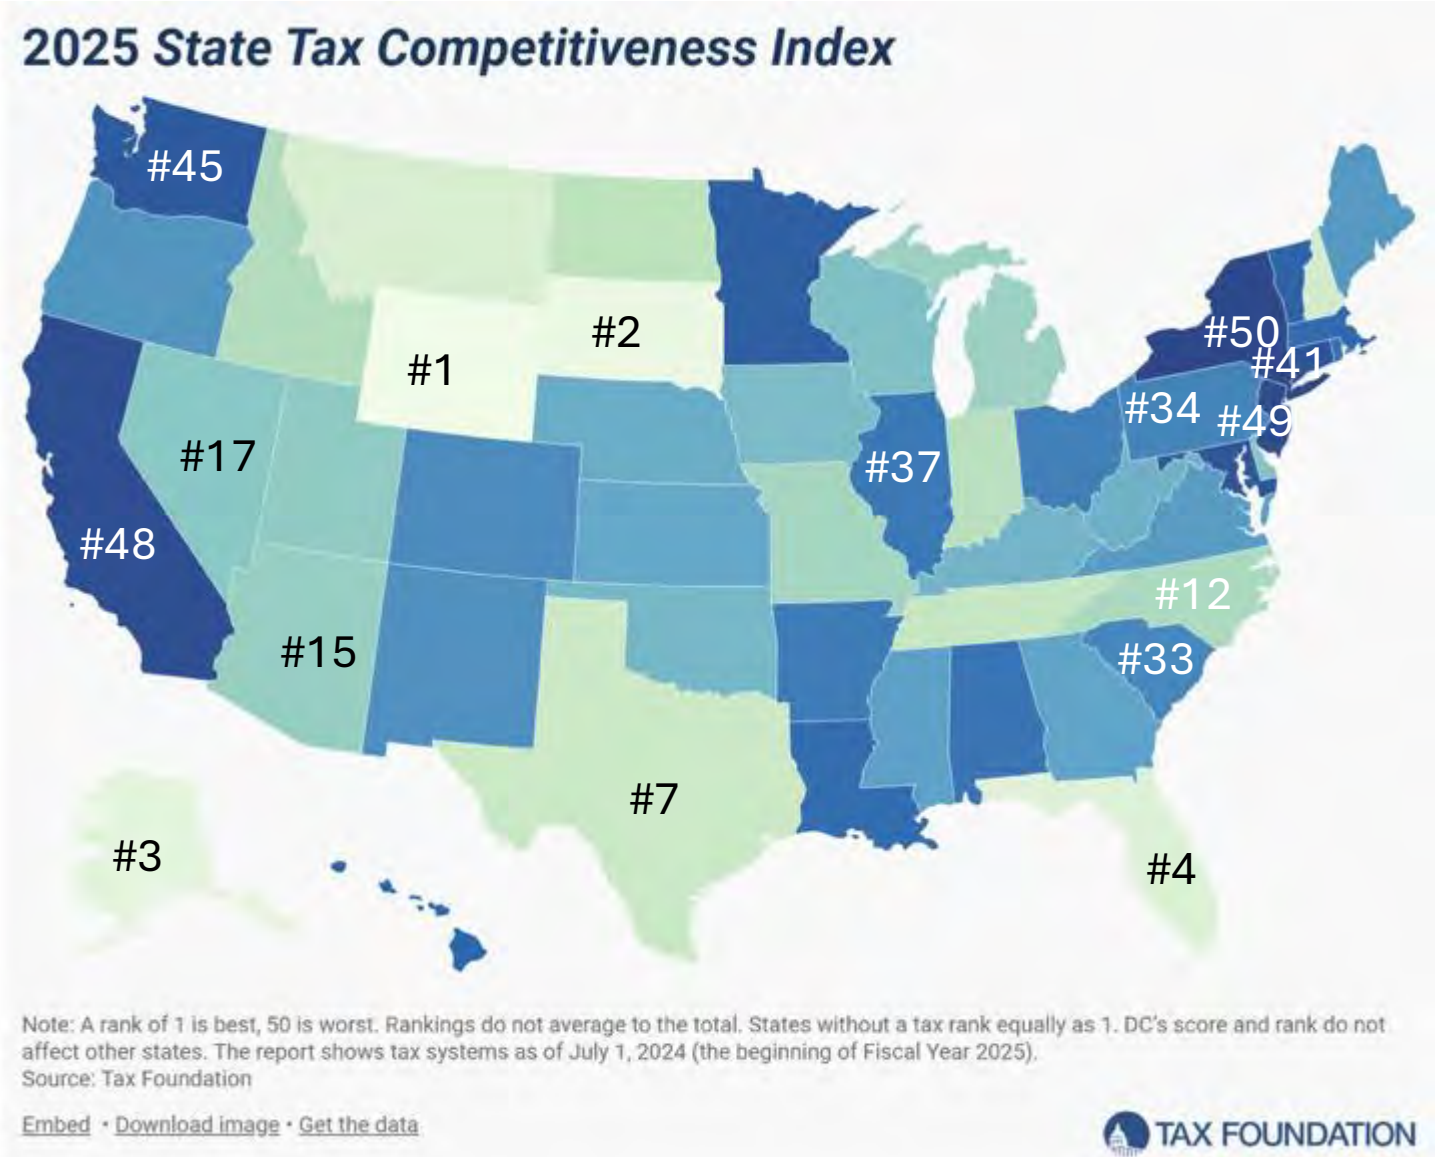 2025 State Tax Competitiveness Index
#45
#2
#50
#1
#41
#34
#49
#17
#37
#48
#12
#15
#33
#7
#3
#4
Note: A rank of 1 is best, 50 is worst. Rankings do not average to the total. States without a tax rank equally as 1. DC's score and rank do not
affect other states. The report shows tax systems as of July 1, 2024 (the beginning of Fiscal Year 2025).
Source: Tax Foundation
Embed • Download image • Get the data
TAX FOUNDATION